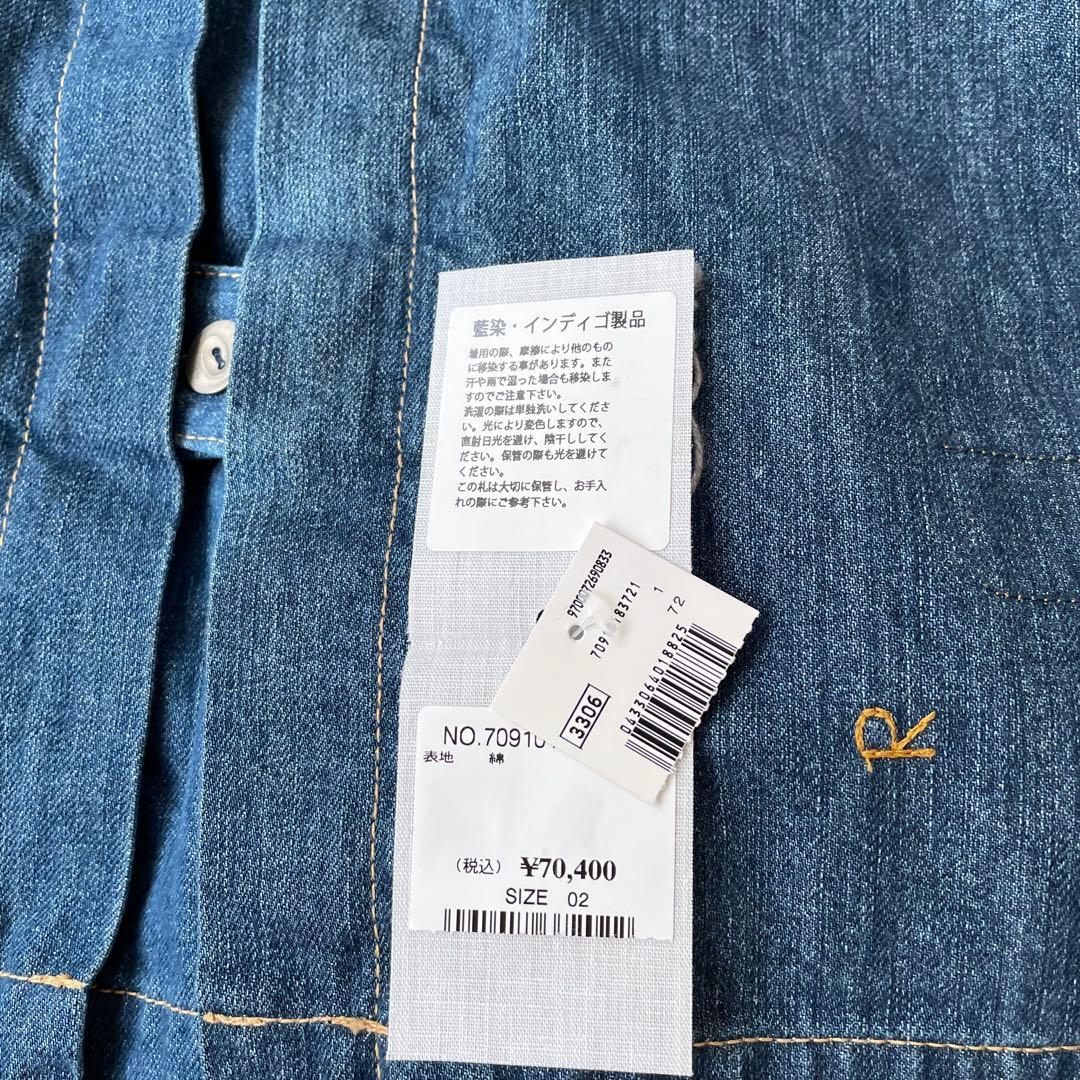 藍染・インディゴ製品
着用の際、摩擦により他のもの
に移染する事があります。また
汗や雨で湿った場合も移染しま
すのでご注意下さい。
洗濯の際は単独洗いしてくださ
い。光により変色しますので、
直射日光を避け、陰干ししてく
ださい。保管の際も光を避けて
ください。
この札は大切に保管し、お手入
れの際にご参考下さい。
9700072690833
83721
1
72
3306
0433064018825
NO.70910
表地 綿
(税込) ¥70,400
SIZE 02
R